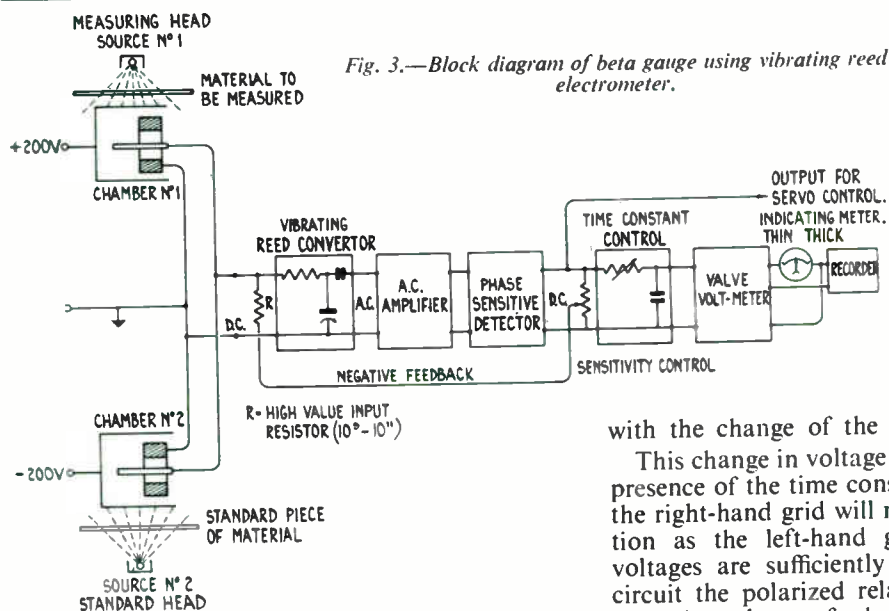 MEASURING HEAD
SOURCE Nº 1
Fig. 3.—Block diagram of beta gauge using vibrating reed
electrometer.
MATERIAL TO
BE MEASURED
+200V
CHAMBER Nº1
OUTPUT FOR
SERVO CONTROL.
INDICATING METER.
THIN THICK
VIBRATING
REED CONVERTOR
TIME CONSTANT
CONTROL
R
A.C.
A.C.
AMPLIFIER
PHASE
SENSITIVE
DETECTOR
D.C.
VALVE
VOLT-METER
RECORDER
D.C.
NEGATIVE FEEDBACK
SENSITIVITY CONTROL
R= HIGH VALUE INPUT
RESISTOR (10⁹-10¹¹)
CHAMBER Nº2
-200V
STANDARD PIECE
OF MATERIAL
SOURCE Nº 2
STANDARD HEAD
with the change of the
This change in voltage
presence of the time cons
the right-hand grid will
tion as the left-hand g
voltages are sufficiently
circuit the polarized rela